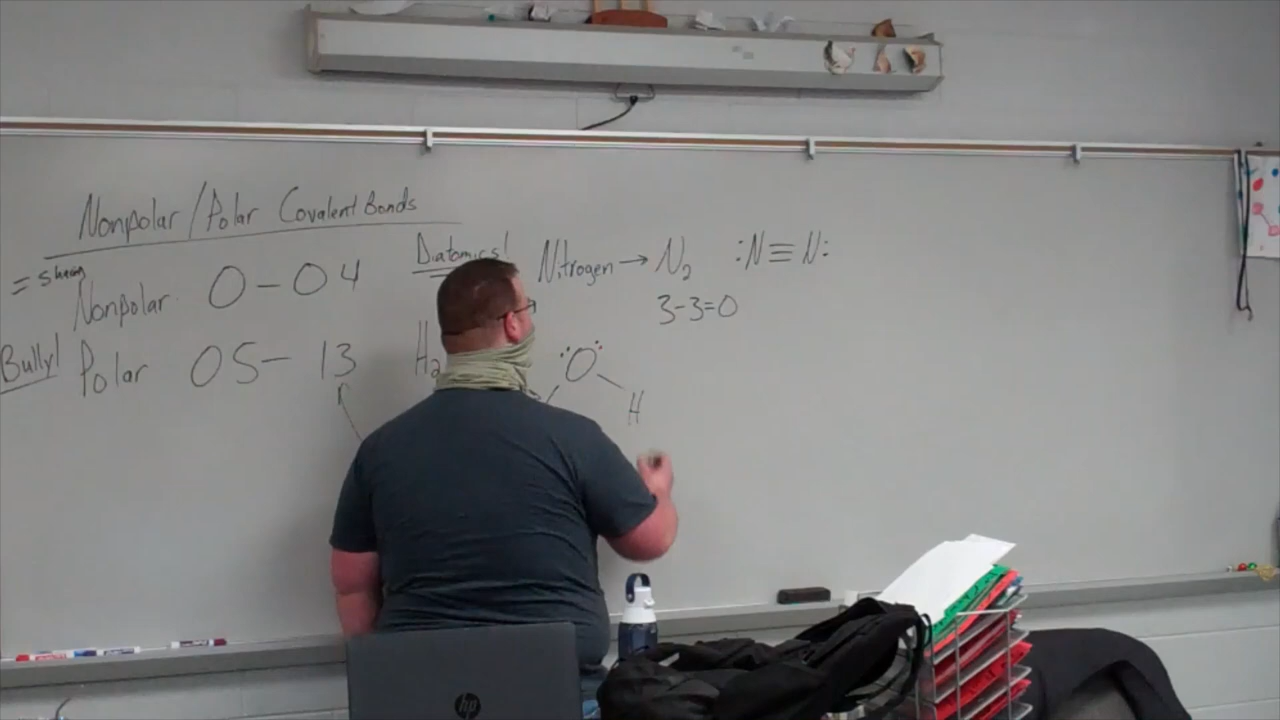 Nonpolar/Polar Covalent Bonds
Nonpolar 0-0.4
Bully! Polar 0.5-1.3
Diatomics! Nitrogen → N₂ :N≡N:
3-3=0
H₂ O
H
hp